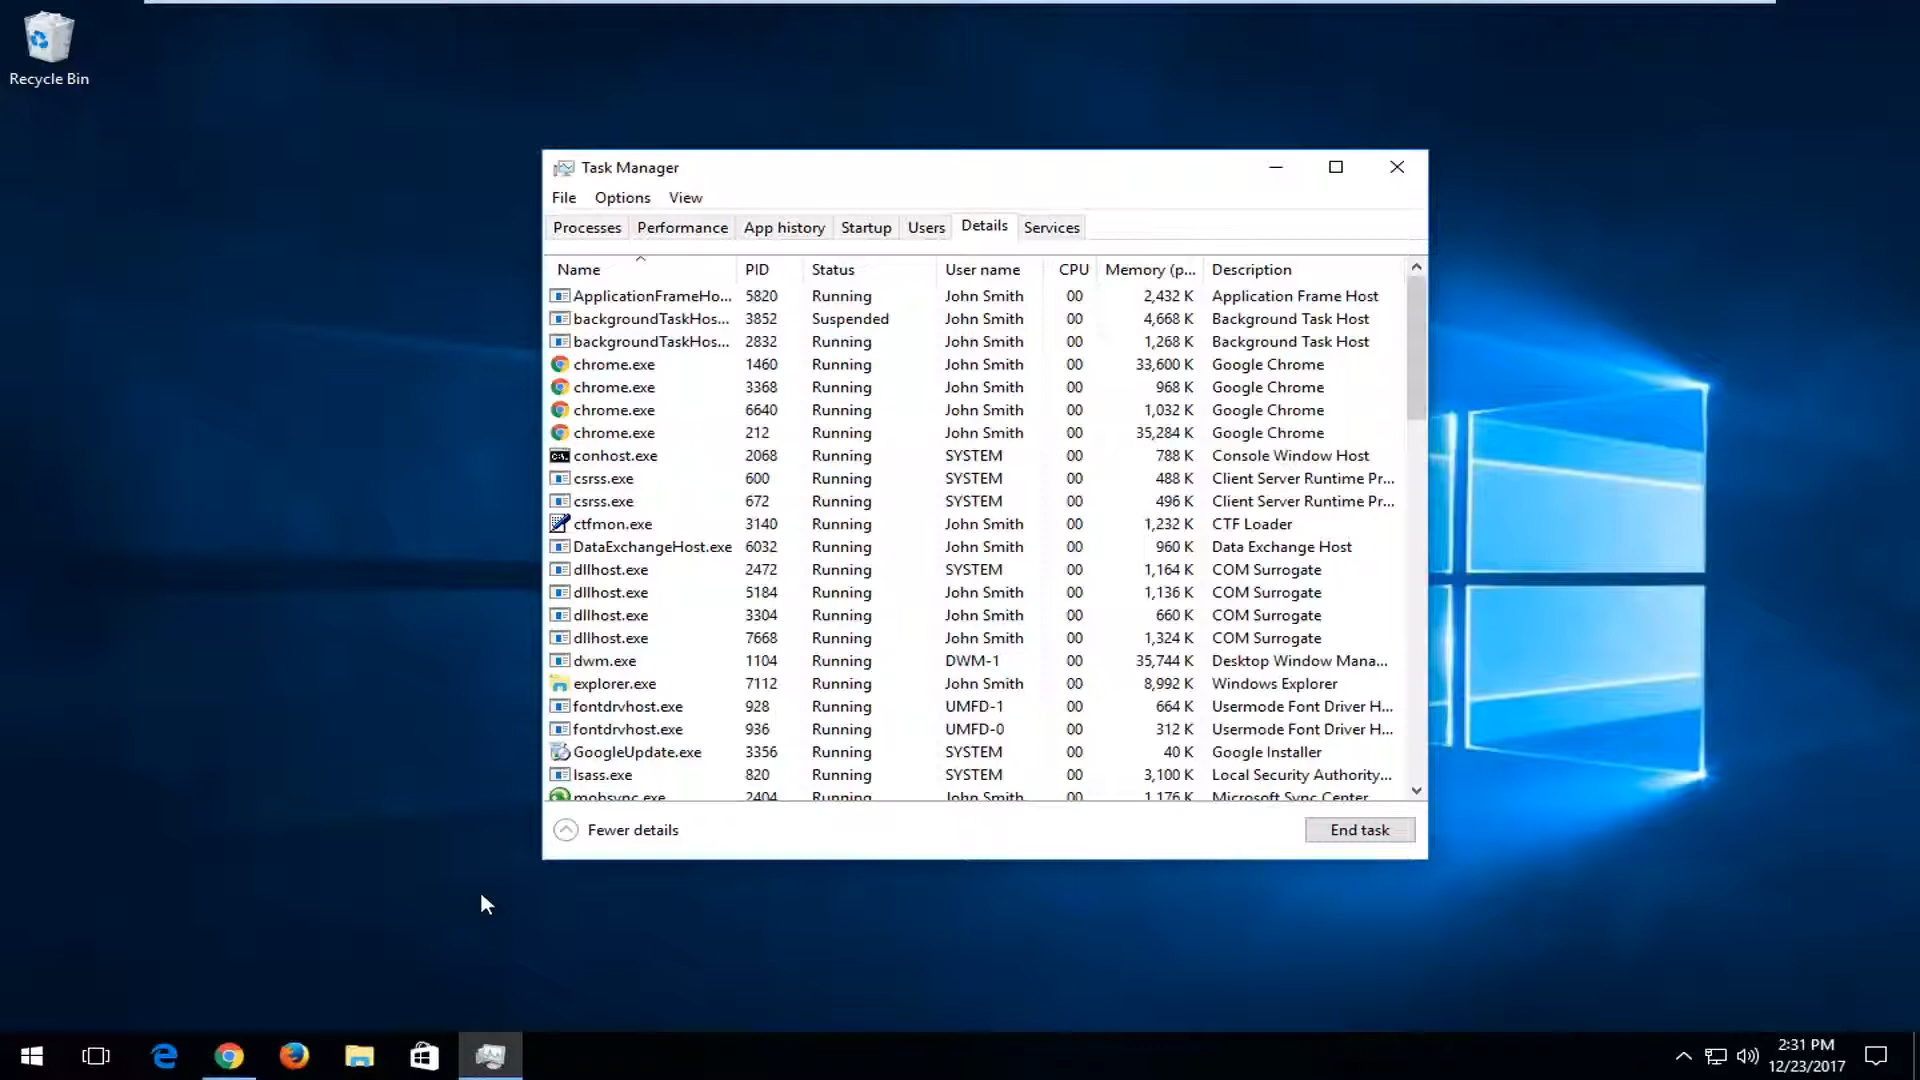 Recycle Bin
Task Manager
File Options View
Processes Performance App history Startup Users Details Services
Name PID Status User name CPU Memory (p... Description
ApplicationFrameHo... 5820 Running John Smith 00 2,432 K Application Frame Host
backgroundTaskHos... 3852 Suspended John Smith 00 4,668 K Background Task Host
backgroundTaskHos... 2832 Running John Smith 00 1,268 K Background Task Host
chrome.exe 1460 Running John Smith 00 33,600 K Google Chrome
chrome.exe 3368 Running John Smith 00 968 K Google Chrome
chrome.exe 6640 Running John Smith 00 1,032 K Google Chrome
chrome.exe 212 Running John Smith 00 35,284 K Google Chrome
conhost.exe 2068 Running SYSTEM 00 788 K Console Window Host
csrss.exe 600 Running SYSTEM 00 488 K Client Server Runtime Pr...
csrss.exe 672 Running SYSTEM 00 496 K Client Server Runtime Pr...
ctfmon.exe 3140 Running John Smith 00 1,232 K CTF Loader
DataExchangeHost.exe 6032 Running John Smith 00 960 K Data Exchange Host
dllhost.exe 2472 Running SYSTEM 00 1,164 K COM Surrogate
dllhost.exe 5184 Running John Smith 00 1,136 K COM Surrogate
dllhost.exe 3304 Running John Smith 00 660 K COM Surrogate
dllhost.exe 7668 Running John Smith 00 1,324 K COM Surrogate
dwm.exe 1104 Running DWM-1 00 35,744 K Desktop Window Mana...
explorer.exe 7112 Running John Smith 00 8,992 K Windows Explorer
fontdrvhost.exe 928 Running UMFD-1 00 664 K Usermode Font Driver H...
fontdrvhost.exe 936 Running UMFD-0 00 312 K Usermode Font Driver H...
GoogleUpdate.exe 3356 Running SYSTEM 00 40 K Google Installer
lsass.exe 820 Running SYSTEM 00 3,100 K Local Security Authority...
mobsync.exe 2404 Running John Smith 00 1,176 K Microsoft Sync Center
Fewer details End task
2:31 PM
12/23/2017